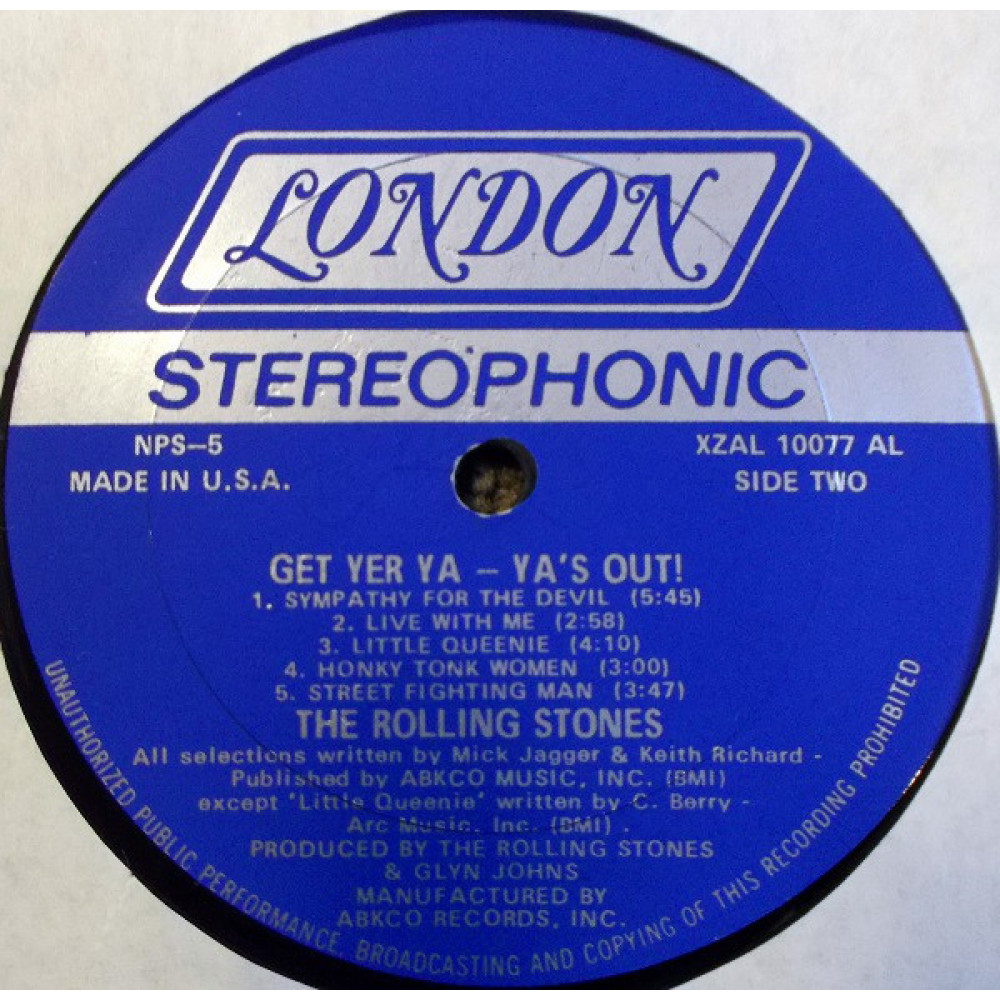 LONDON
STEREOPHONIC
NPS-5
MADE IN U.S.A.
XZAL 10077 AL
SIDE TWO
GET YER YA – YA'S OUT!
1. SYMPATHY FOR THE DEVIL (5:45)
2. LIVE WITH ME (2:58)
3. LITTLE QUEENIE (4:10)
4. HONKY TONK WOMEN (3:00)
5. STREET FIGHTING MAN (3:47)
THE ROLLING STONES
All selections written by Mick Jagger & Keith Richard -
Published by ABKCO MUSIC, INC. (BMI)
except 'Little Queenie' written by C. Berry -
Arc Music, Inc. (BMI) .
PRODUCED BY THE ROLLING STONES
& GLYN JOHNS
MANUFACTURED BY
ABKCO RECORDS, INC.
UNAUTHORIZED PUBLIC PERFORMANCE, BROADCASTING AND COPYING OF THIS RECORDING PROHIBITED